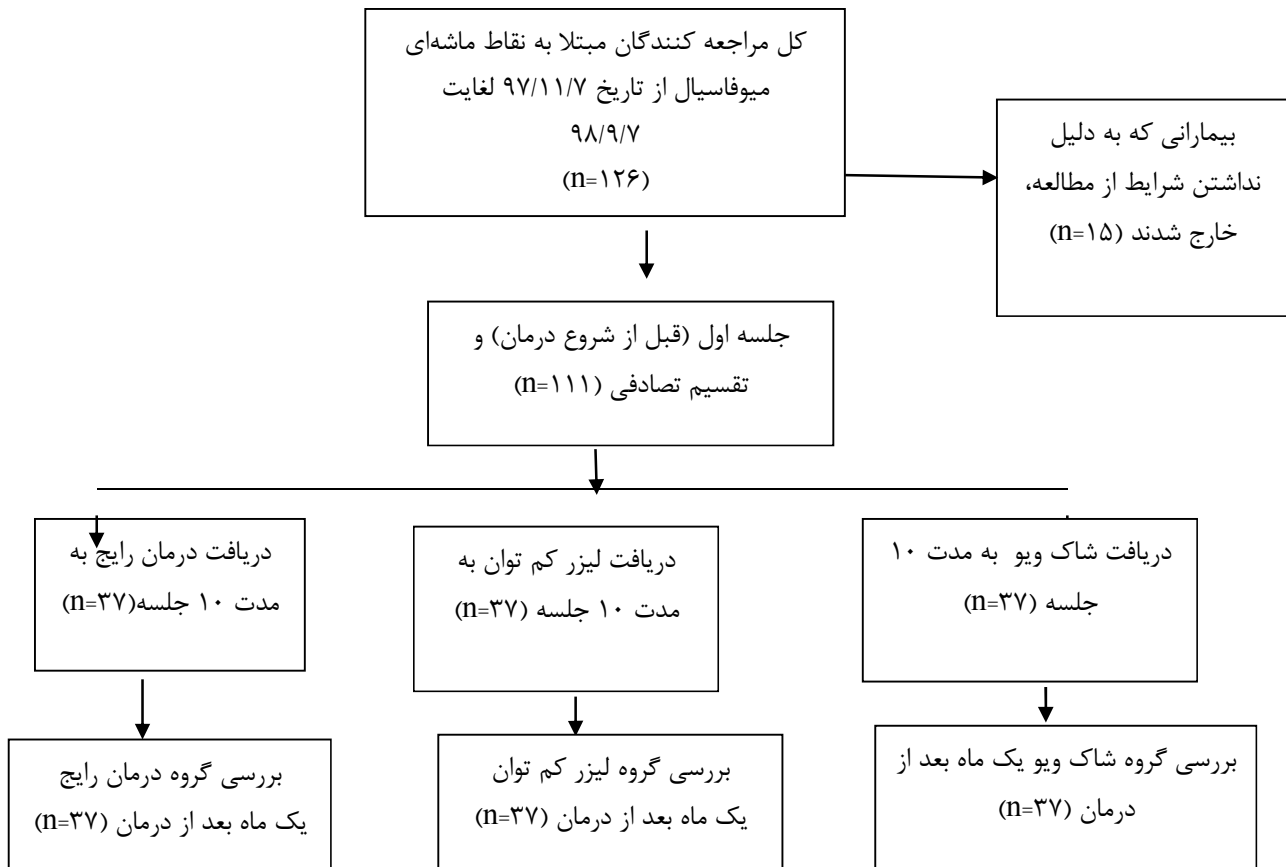 کل مراجعه کنندگان مبتلا به نقاط ماشه‌ای
میوفاسیال از تاریخ ۹۷/۱۱/۷ لغایت
۹۸/۹/۷
(n=۱۲۶)
بیمارانی که به دلیل
نداشتن شرایط از مطالعه،
خارج شدند (n=۱۵)
جلسه اول (قبل از شروع درمان) و
تقسیم تصادفی (n=۱۱۱)
دریافت شاک ویو به مدت ۱۰
جلسه (n=۳۷)
دریافت لیزر کم توان به
مدت ۱۰ جلسه (n=۳۷)
دریافت درمان رایج به
مدت ۱۰ جلسه(n=۳۷)
بررسی گروه شاک ویو یک ماه بعد از
درمان (n=۳۷)
بررسی گروه لیزر کم توان
یک ماه بعد از درمان (n=۳۷)
بررسی گروه درمان رایج
یک ماه بعد از درمان (n=۳۷)